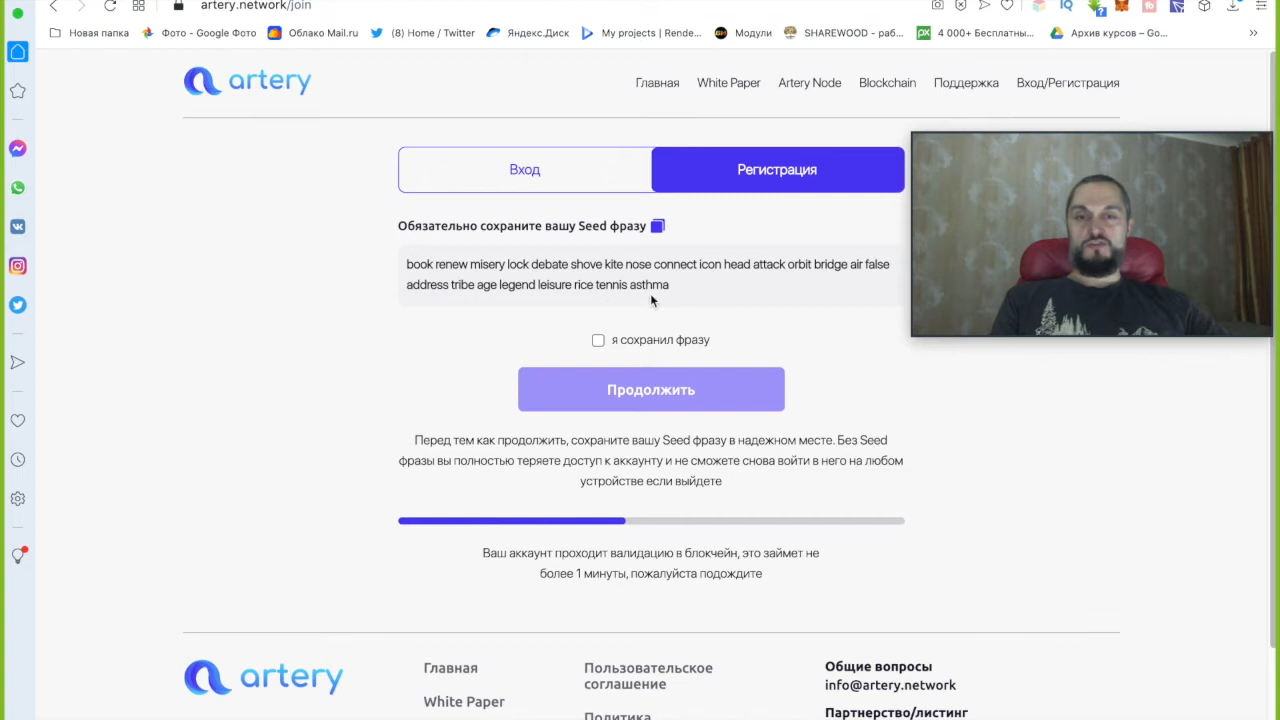 artery.network/join
Новая папка
Фото - Google Фото
Облако Mail.ru
(8) Home / Twitter
Яндекс.Диск
My projects | Rende...
Модули
SHAREWOOD - раб...
4 000+ Бесплатны...
Архив курсов – Go...
artery
Главная
White Paper
Artery Node
Blockchain
Поддержка
Вход/Регистрация
Вход
Регистрация
Обязательно сохраните вашу Seed фразу
book renew misery lock debate shove kite nose connect icon head attack orbit bridge air false
address tribe age legend leisure rice tennis asthma
я сохранил фразу
Продолжить
Перед тем как продолжить, сохраните вашу Seed фразу в надежном месте. Без Seed
фразы вы полностью теряете доступ к аккаунту и не сможете снова войти в него на любом
устройстве если выйдете
Ваш аккаунт проходит валидацию в блокчейн, это займет не
более 1 минуты, пожалуйста подождите
artery
Главная
White Paper
Пользовательское
соглашение
Политика
Общие вопросы
info@artery.network
Партнерство/листинг